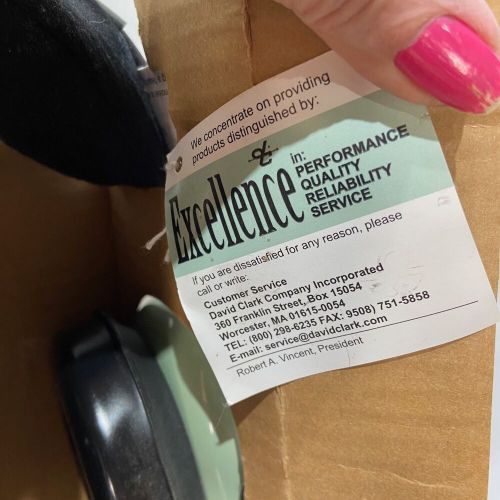 We concentrate on providing
products distinguished by:
Excellence in:
PERFORMANCE
QUALITY
RELIABILITY
SERVICE
If you are dissatisfied for any reason, please
call or write:
Customer Service
David Clark Company Incorporated
360 Franklin Street, Box 15054
Worcester, MA 01615-0054
TEL: (800) 298-6235 FAX: 9508) 751-5858
E-mail: service@davidclark.com
Robert A. Vincent, President